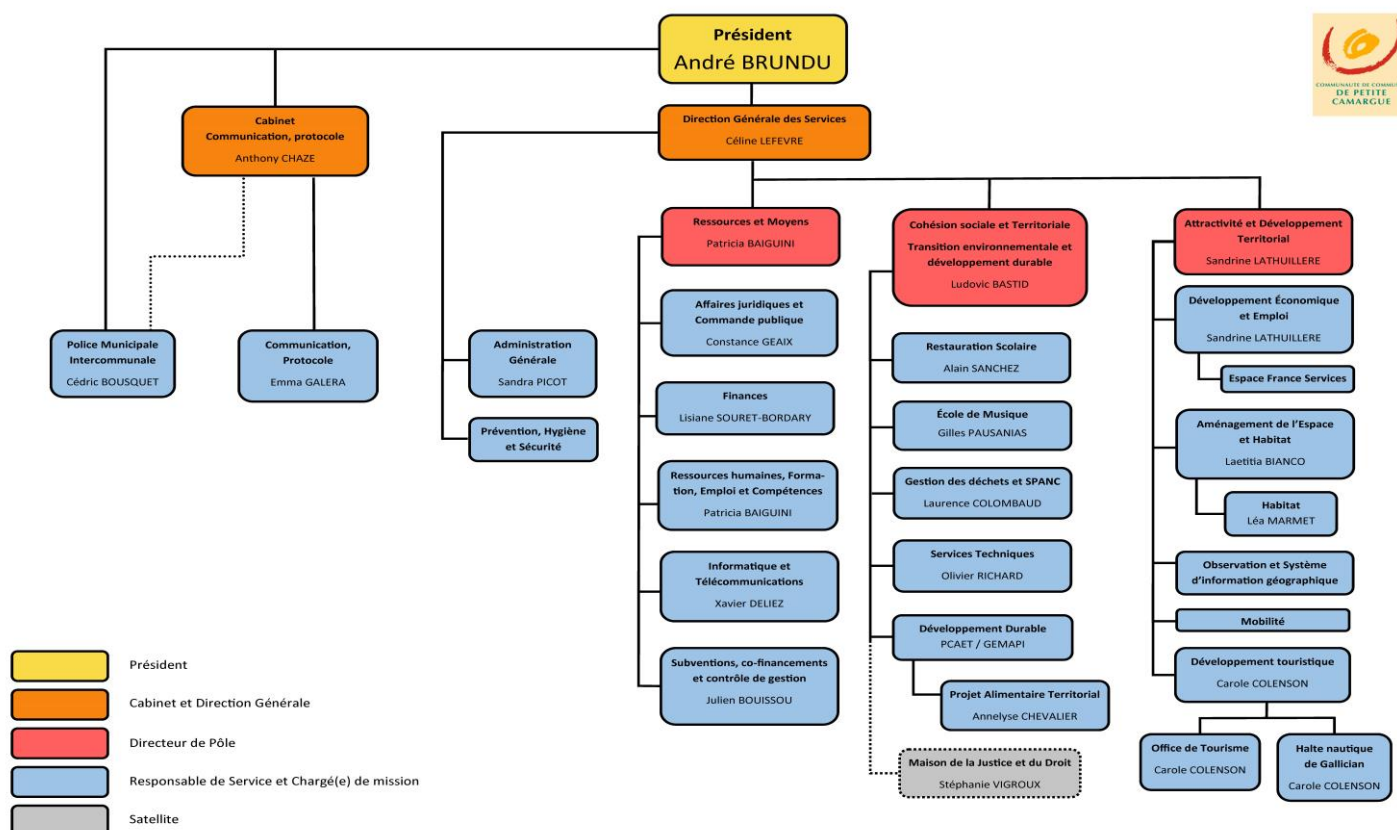 Président
André BRUNDU
COMMUNAUTÉ DE COMMUNES
DE PETITE
CAMARGUE
Cabinet
Communication, protocole
Anthony CHAZE
Direction Générale des Services
Céline LEFEVRE
Ressources et Moyens
Patricia BAIGUINI
Cohésion sociale et Territoriale
Transition environnementale et
développement durable
Ludovic BASTID
Attractivité et Développement
Territorial
Sandrine LATHUILLERE
Police Municipale
Intercommunale
Cédric BOUSQUET
Communication,
Protocole
Emma GALERA
Administration
Générale
Sandra PICOT
Prévention, Hygiène
et Sécurité
Affaires juridiques et
Commande publique
Constance GEAIX
Finances
Lisiane SOURET-BORDARY
Ressources humaines, Forma-
tion, Emploi et Compétences
Patricia BAIGUINI
Informatique et
Télécommunications
Xavier DELIEZ
Subventions, co-financements
et contrôle de gestion
Julien BOUISSOU
Restauration Scolaire
Alain SANCHEZ
École de Musique
Gilles PAUSANIAS
Gestion des déchets et SPANC
Laurence COLOMBAUD
Services Techniques
Olivier RICHARD
Développement Durable
PCAET / GEMAPI
Projet Alimentaire Territorial
Annelyse CHEVALIER
Maison de la Justice et du Droit
Stéphanie VIGROUX
Développement Économique
et Emploi
Sandrine LATHUILLERE
Espace France Services
Aménagement de l'Espace
et Habitat
Laetitia BIANCO
Habitat
Léa MARMET
Observation et Système
d'information géographique
Mobilité
Développement touristique
Carole COLENSON
Office de Tourisme
Carole COLENSON
Halte nautique
de Gallician
Carole COLENSON
Président
Cabinet et Direction Générale
Directeur de Pôle
Responsable de Service et Chargé(e) de mission
Satellite